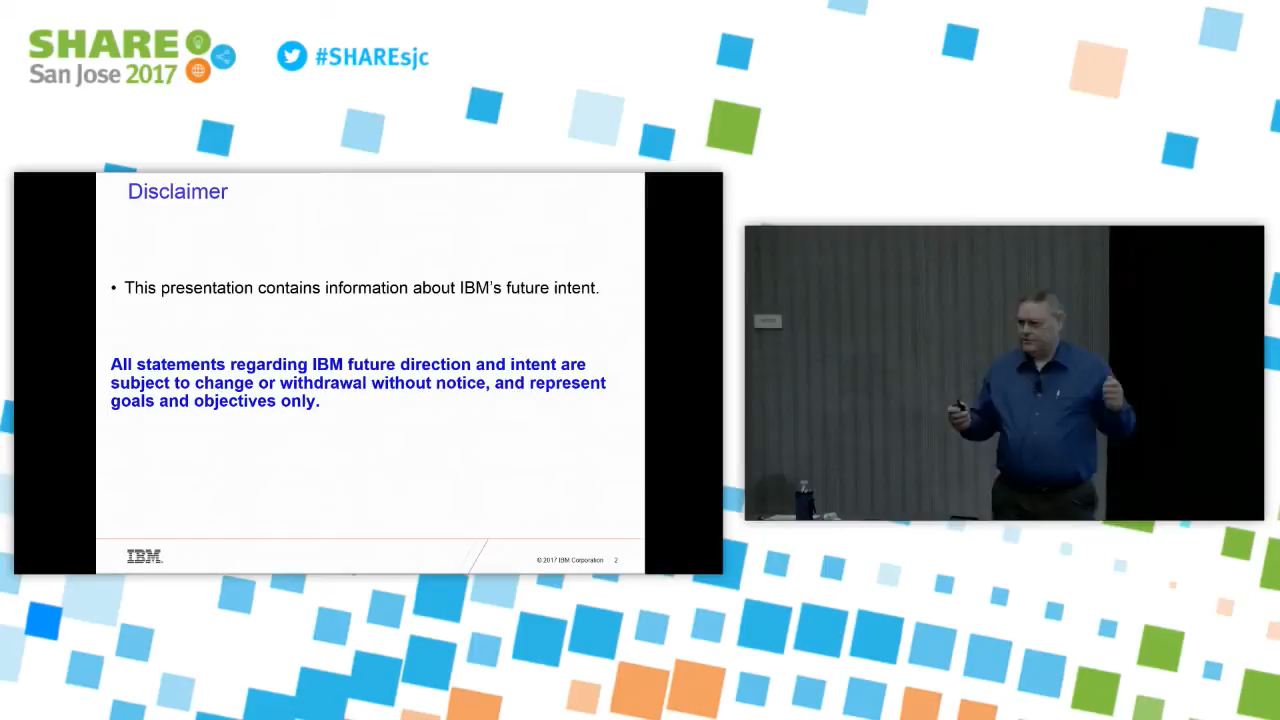 SHARE
San Jose 2017
#SHAREsjc
Disclaimer
• This presentation contains information about IBM's future intent.
All statements regarding IBM future direction and intent are
subject to change or withdrawal without notice, and represent
goals and objectives only.
IBM
© 2017 IBM Corporation 2